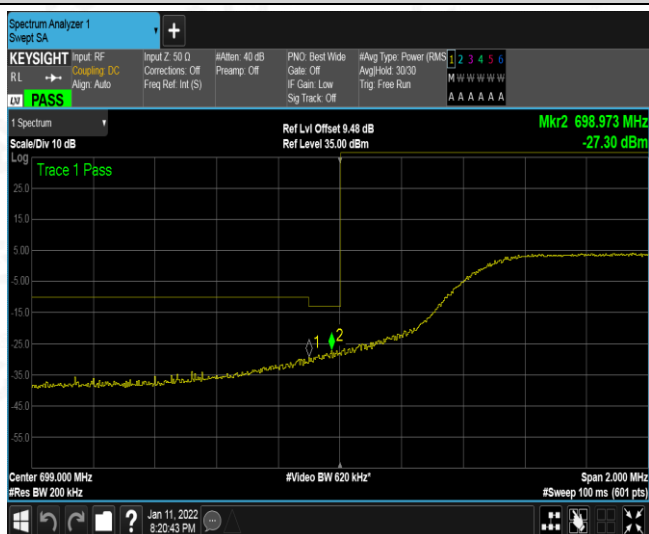 Spectrum Analyzer 1
Swept SA
+
KEYSIGHT Input: RF
RL Coupling: DC
Align: Auto
LXI PASS
Input Z: 50 Ω
Corrections: Off
Freq Ref: Int (S)
#Atten: 40 dB
Preamp: Off
PNO: Best Wide
Gate: Off
IF Gain: Low
Sig Track: Off
#Avg Type: Power (RMS
Avg|Hold: 30/30
Trig: Free Run
1 2 3 4 5 6
M W W W W W
A A A A A A
1 Spectrum
Scale/Div 10 dB
Ref Lvl Offset 9.48 dB
Ref Level 35.00 dBm
Mkr2 698.973 MHz
-27.30 dBm
Log
Trace 1 Pass
25.0
15.0
5.00
-5.00
-15.0
-25.0
1
2
-35.0
-45.0
-55.0
Center 699.000 MHz
#Res BW 200 kHz
#Video BW 620 kHz*
Span 2.000 MHz
#Sweep 100 ms (601 pts)
?
Jan 11, 2022
8:20:43 PM